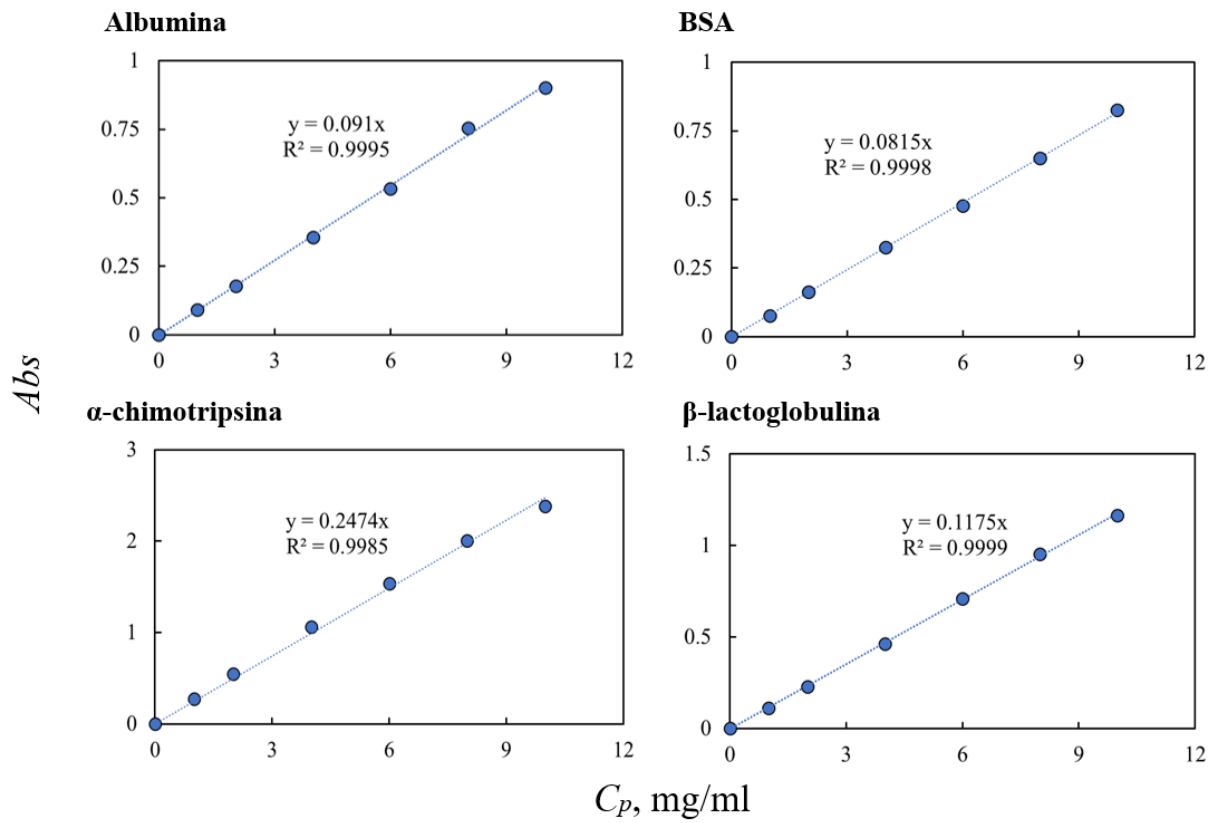 Albumina
1
0.75
0.5
0.25
0
y = 0.091x
R² = 0.9995
0 3 6 9 12
BSA
1
0.75
0.5
0.25
0
y = 0.0815x
R² = 0.9998
0 3 6 9 12
Abs
α-chimotripsina
3
2
1
0
y = 0.2474x
R² = 0.9985
0 3 6 9 12
β-lactoglobulina
1.5
1
0.5
0
y = 0.1175x
R² = 0.9999
0 3 6 9 12
Cₚ, mg/ml